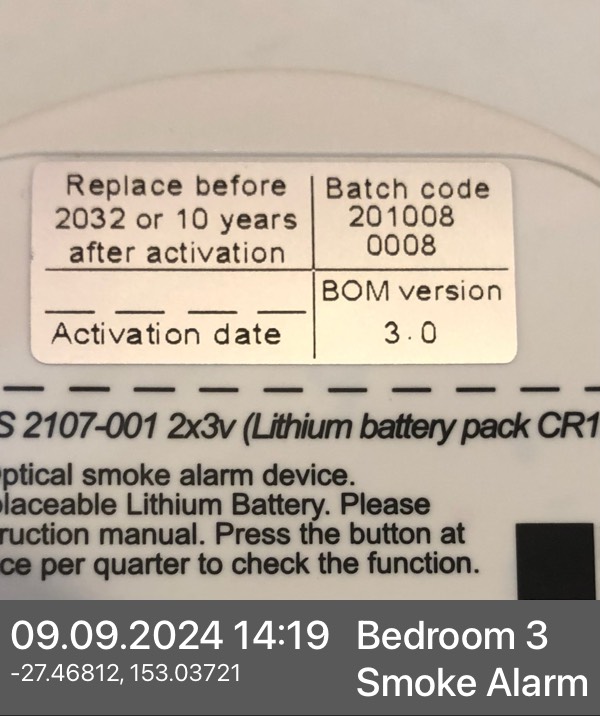 Replace before
2032 or 10 years
after activation
Activation date
Batch code
201008
0008
BOM version
3.0
S 2107-001 2x3v (Lithium battery pack CR1
ptical smoke alarm device.
placeable Lithium Battery. Please
ruction manual. Press the button at
ce per quarter to check the function.
09.09.2024 14:19
-27.46812, 153.03721
Bedroom 3
Smoke Alarm